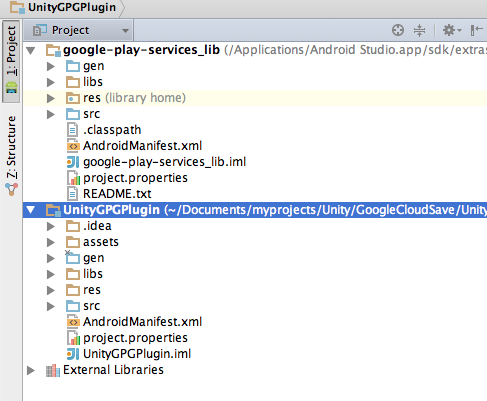 UnityGPGPlugin
1: Project
Z: Structure
Project
google-play-services_lib (/Applications/Android Studio.app/sdk/extras
gen
libs
res (library home)
src
.classpath
AndroidManifest.xml
google-play-services_lib.iml
project.properties
README.txt
UnityGPGPlugin (~/Documents/myprojects/Unity/GoogleCloudSave/Unity
.idea
assets
gen
libs
res
src
AndroidManifest.xml
project.properties
UnityGPGPlugin.iml
External Libraries